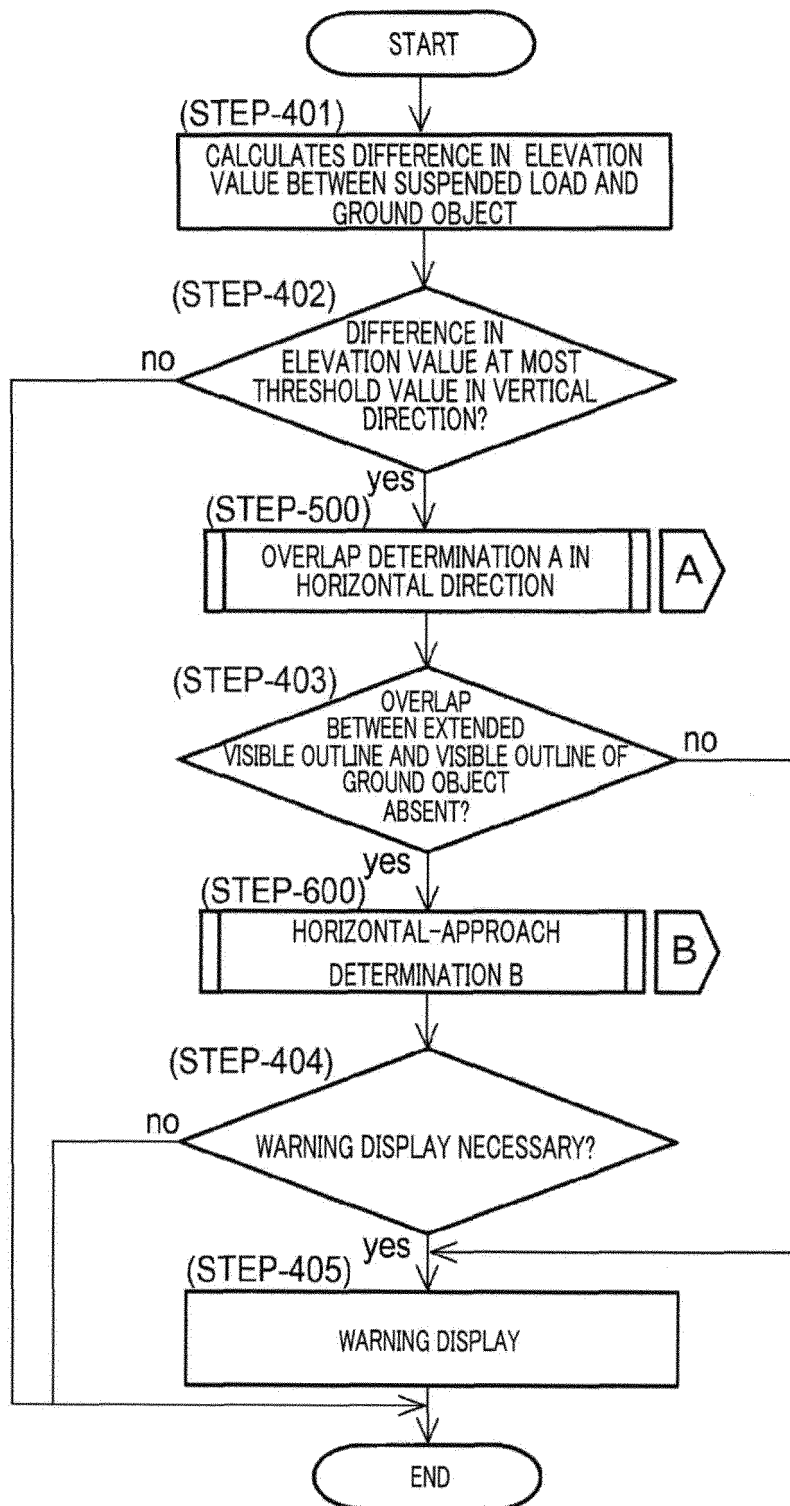 START
(STEP-401)
CALCULATES DIFFERENCE IN ELEVATION
VALUE BETWEEN SUSPENDED LOAD AND
GROUND OBJECT
(STEP-402)
DIFFERENCE IN
ELEVATION VALUE AT MOST
THRESHOLD VALUE IN VERTICAL
DIRECTION?
no
yes
(STEP-500)
OVERLAP DETERMINATION A IN
HORIZONTAL DIRECTION
A
(STEP-403)
OVERLAP
BETWEEN EXTENDED
VISIBLE OUTLINE AND VISIBLE OUTLINE OF
GROUND OBJECT
ABSENT?
no
yes
(STEP-600)
HORIZONTAL-APPROACH
DETERMINATION B
B
(STEP-404)
no
WARNING DISPLAY NECESSARY?
yes
(STEP-405)
WARNING DISPLAY
END